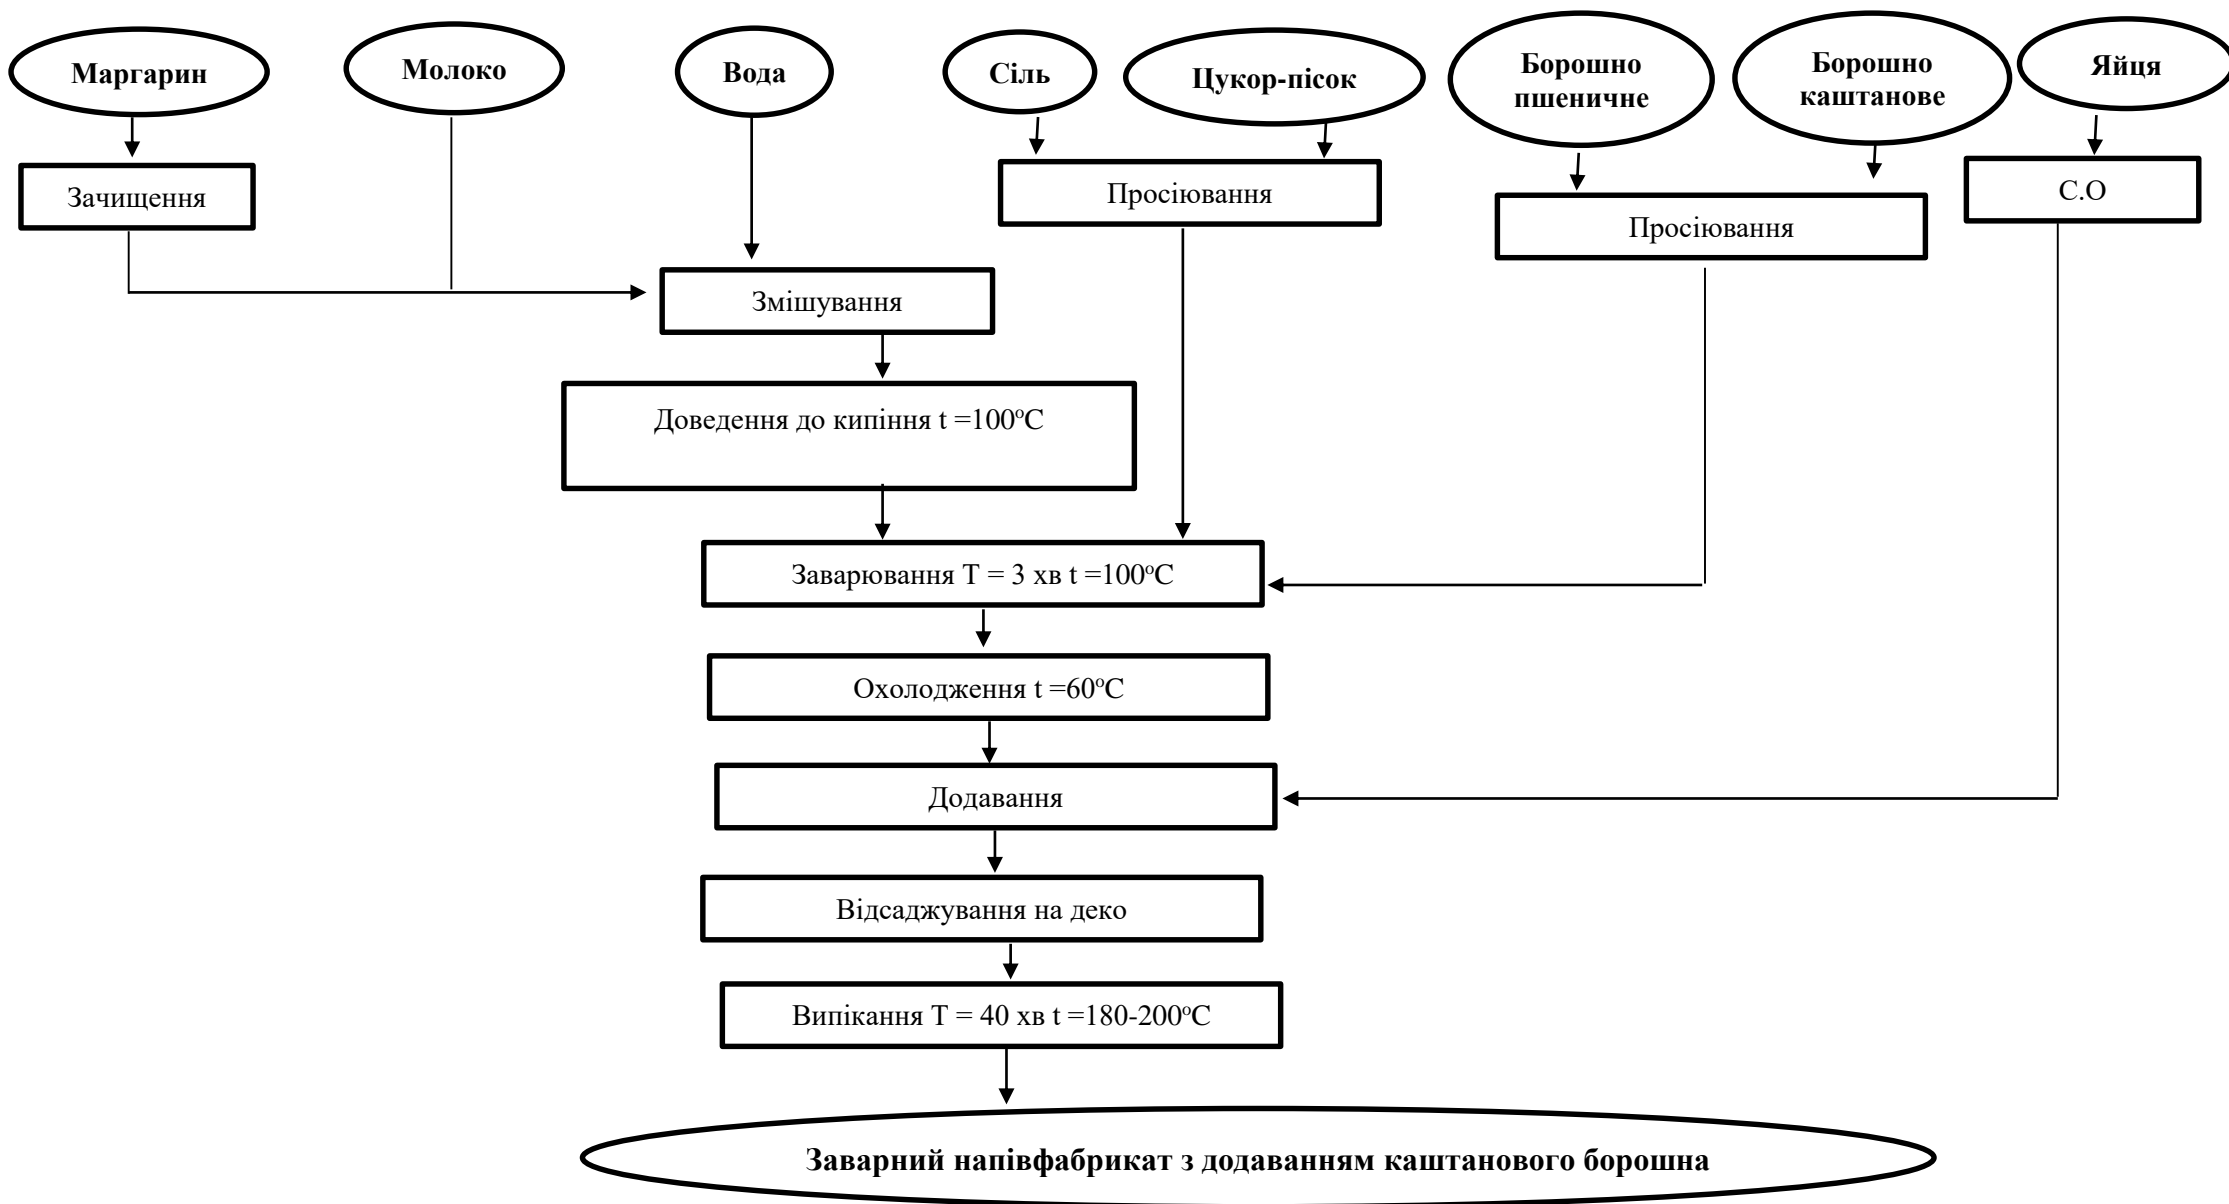 Маргарин
Молоко
Вода
Сіль
Цукор-пісок
Борошно
пшеничне
Борошно
каштанове
Яйця
Зачищення
Просіювання
Просіювання
С.О
Змішування
Доведення до кипіння t =100°С
Заварювання Т = 3 хв t =100°С
Охолодження t =60°С
Додавання
Відсаджування на деко
Випікання Т = 40 хв t =180-200°С
Заварний напівфабрикат з додаванням каштанового борошна